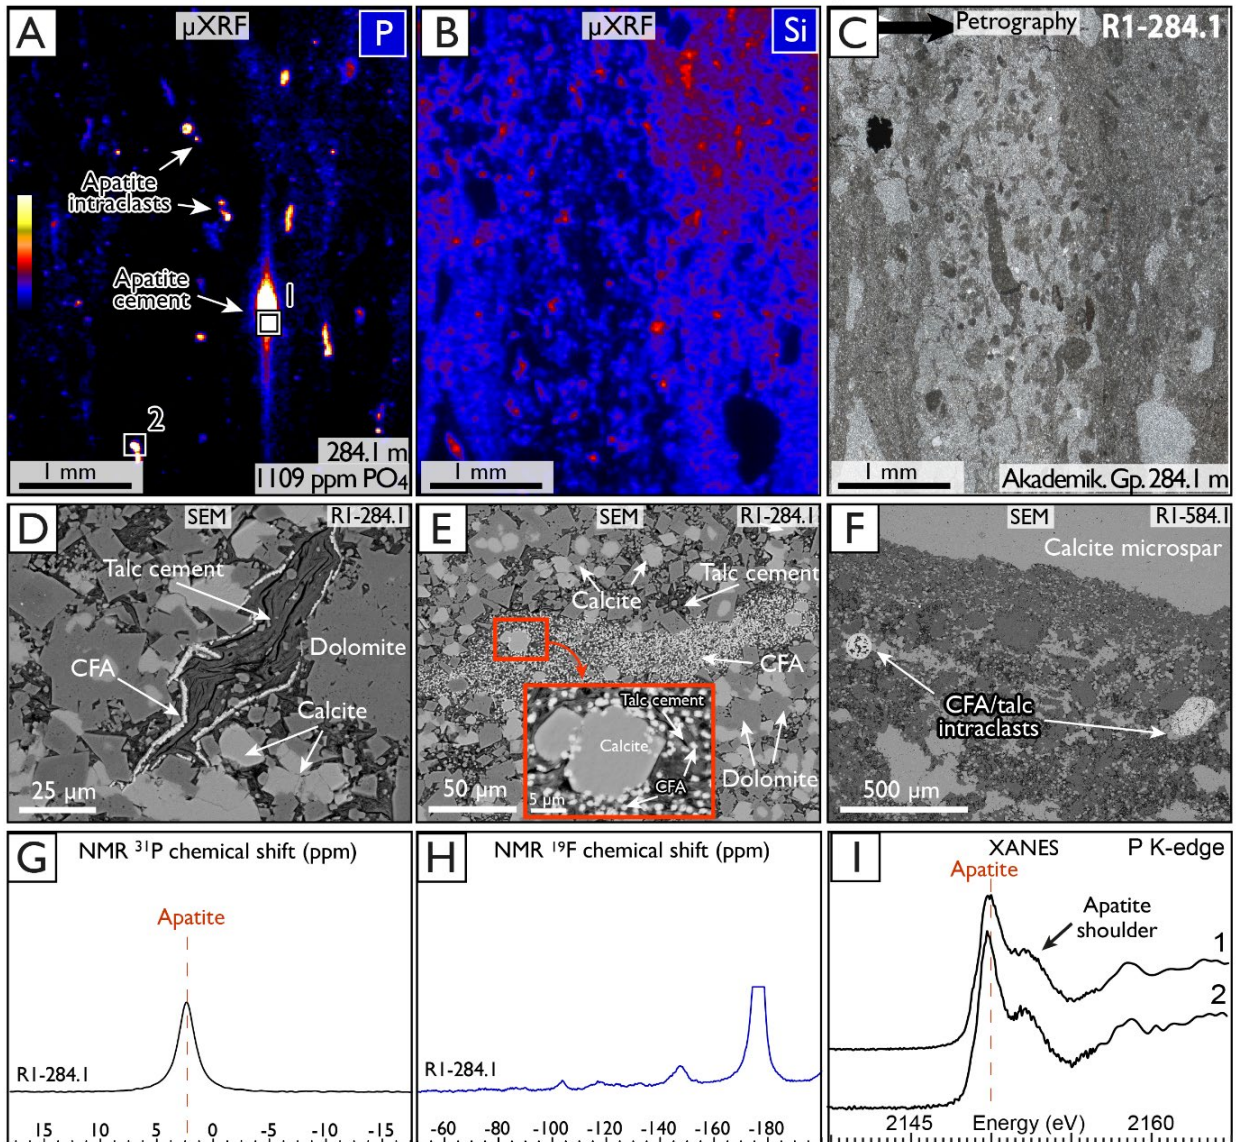 A
µXRF
P
Apatite
intraclasts
Apatite
cement
1
2
284.1 m
1 mm
1109 ppm PO4
B
µXRF
Si
1 mm
C
Petrography
R1-284.1
1 mm
Akademik. Gp. 284.1 m
D
SEM
R1-284.1
Talc cement
CFA
Dolomite
Calcite
25 µm
E
SEM
R1-284.1
Calcite
Talc cement
CFA
Talc cement
Calcite
CFA
Dolomite
50 µm
5 µm
F
SEM
R1-584.1
Calcite microspar
CFA/talc
intraclasts
500 µm
G
NMR ³¹P chemical shift (ppm)
Apatite
R1-284.1
15 10 5 0 -5 -10 -15
H
NMR ¹⁹F chemical shift (ppm)
R1-284.1
-60 -80 -100 -120 -140 -160 -180
I
XANES
P K-edge
Apatite
Apatite
shoulder
1
2
2145 Energy (eV) 2160